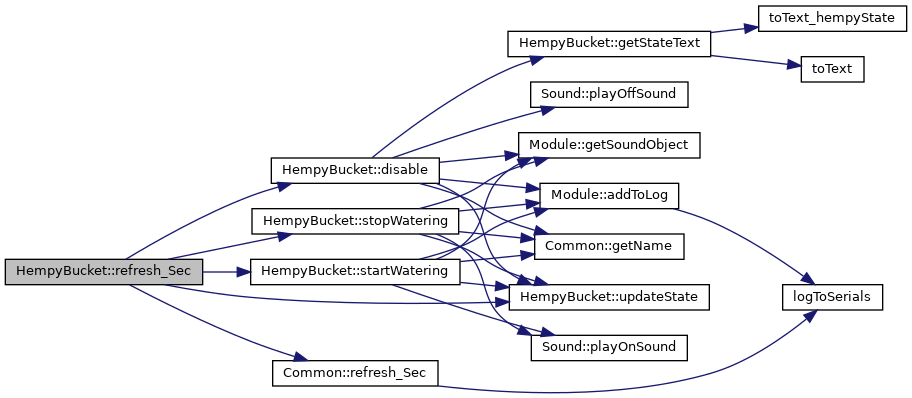 toText_hempyState
HempyBucket::getStateText
toText
Sound::playOffSound
Module::getSoundObject
HempyBucket::disable
Module::addToLog
HempyBucket::stopWatering
Common::getName
HempyBucket::refresh_Sec
HempyBucket::startWatering
HempyBucket::updateState
logToSerials
Sound::playOnSound
Common::refresh_Sec